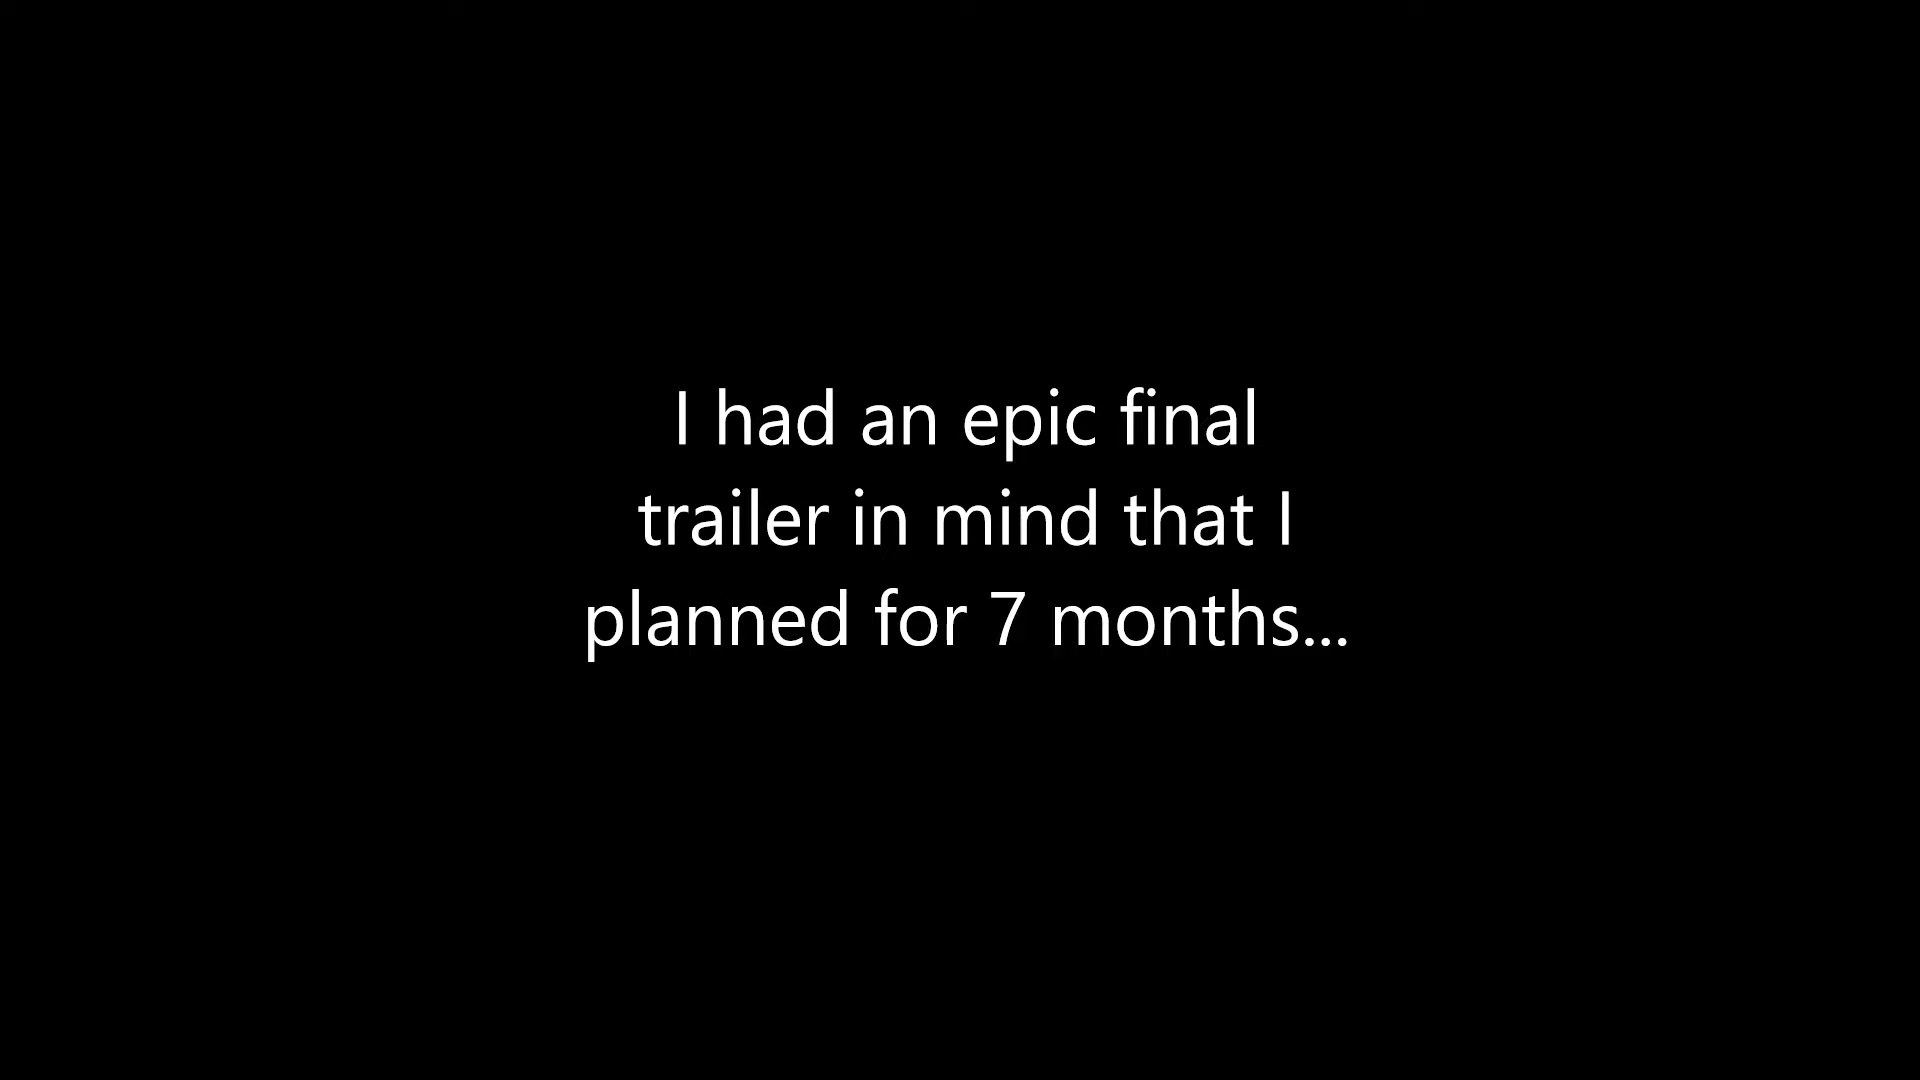 I had an epic final
trailer in mind that I
planned for 7 months...